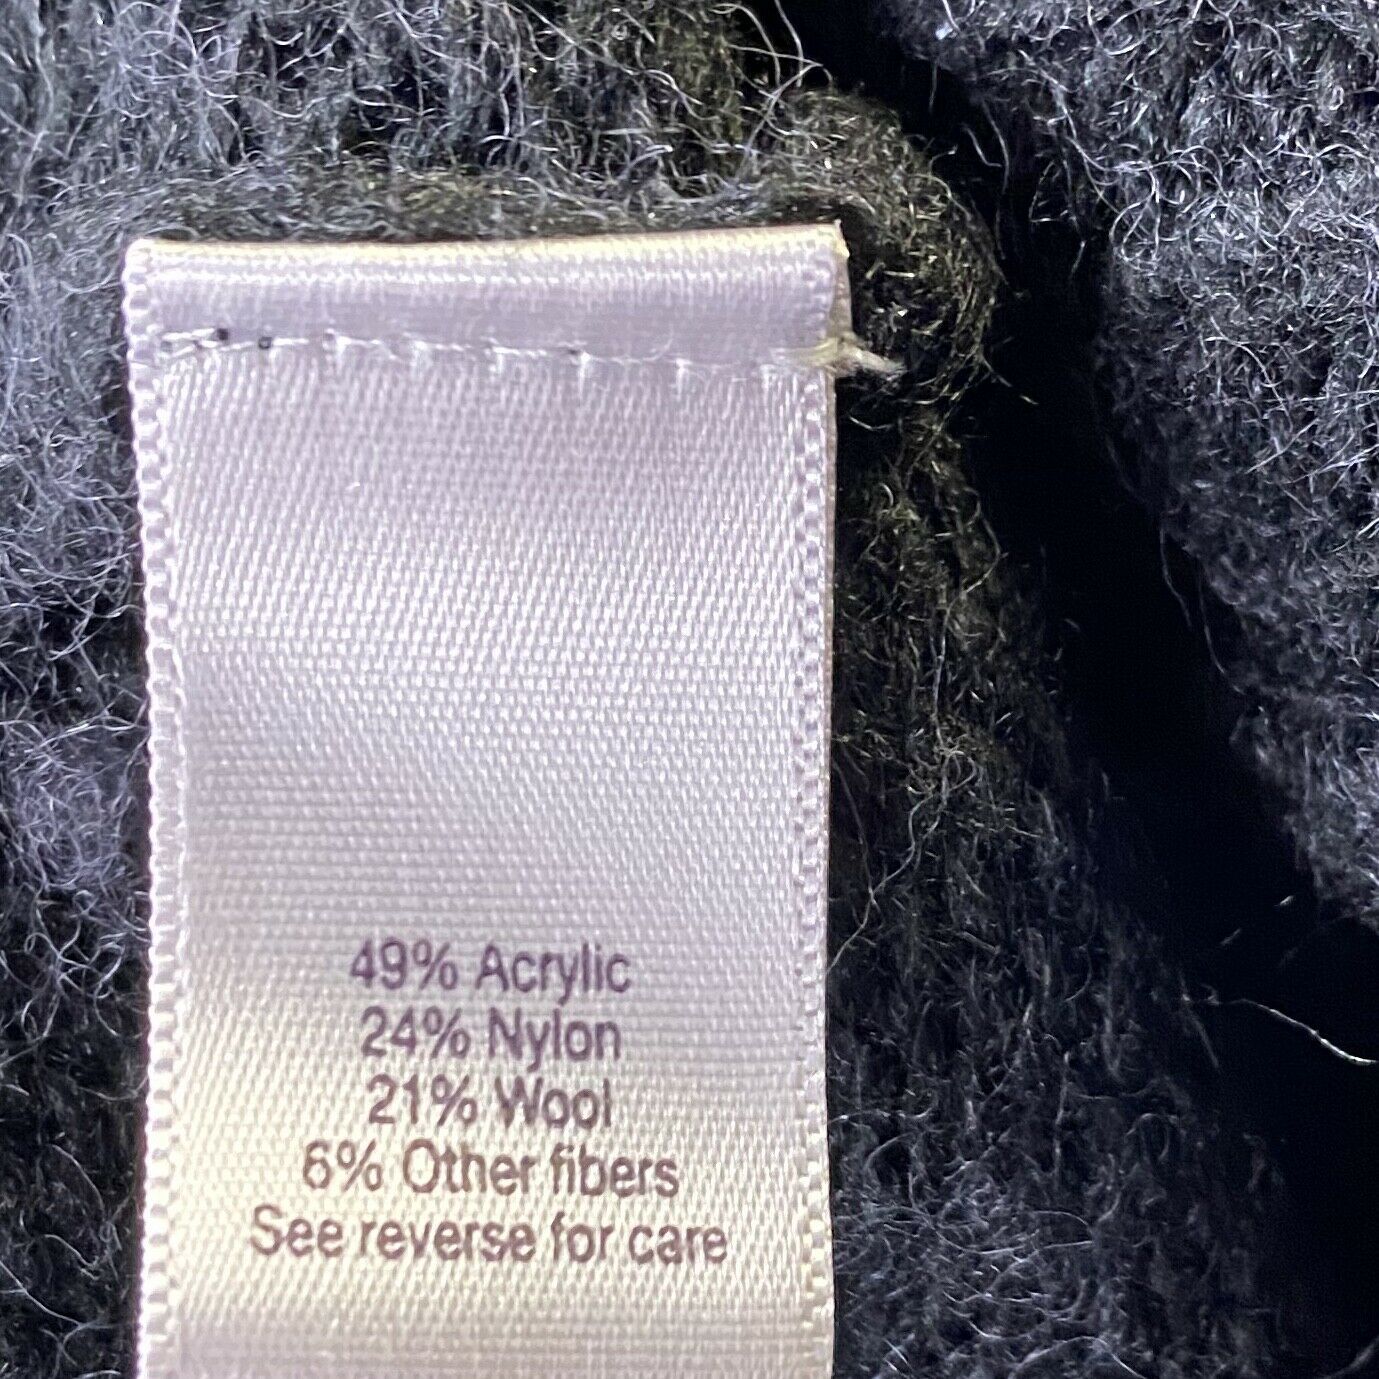 49% Acrylic
24% Nylon
21% Wool
6% Other fibers
See reverse for care